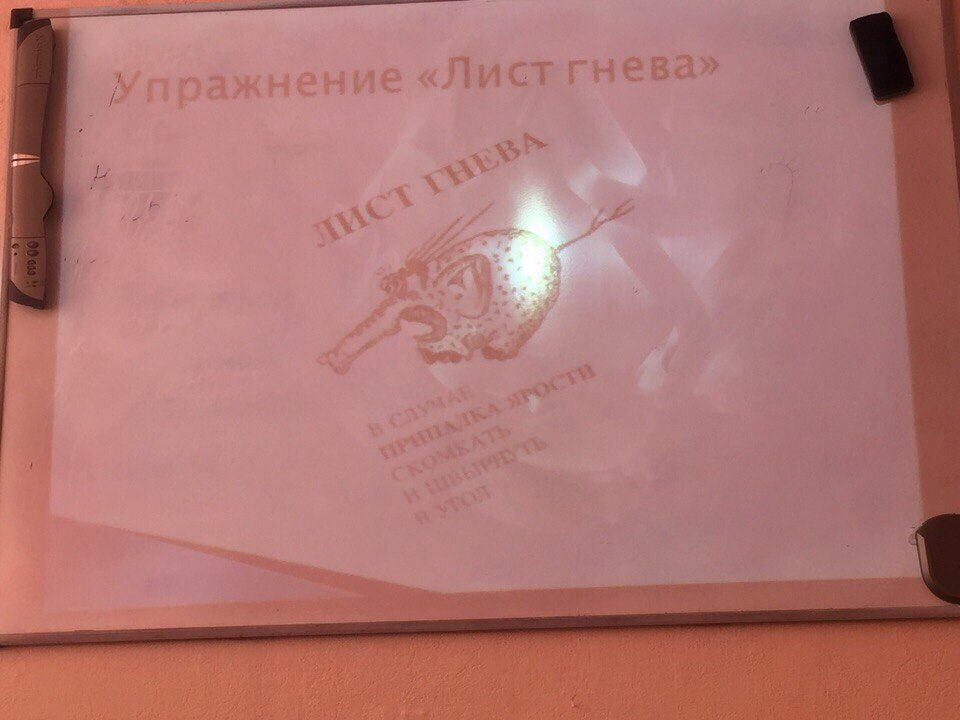 Упражнение «Лист гнева»
ЛИСТ ГНЕВА
В СЛУЧАЕ
ПРИПАДКА ЯРОСТИ
СКОМКАТЬ
И ШВЫРНУТЬ
В УГОЛ